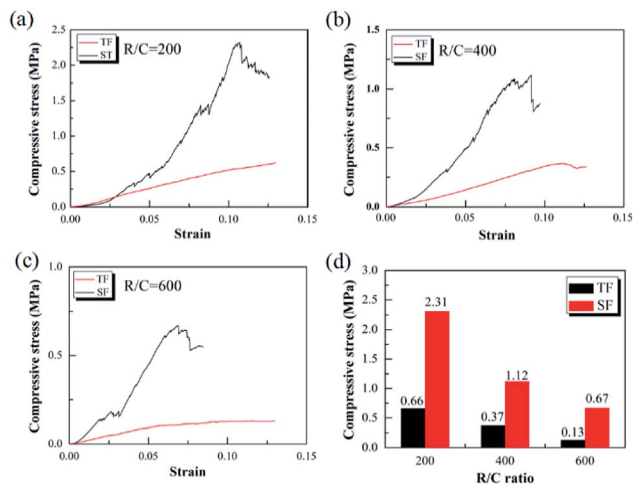 (a)
TF
ST
R/C=200
Compressive stress (MPa)
2.5
2.0
1.5
1.0
0.5
0.0
0.00
0.05
0.10
0.15
Strain
(b)
TF
SF
R/C=400
Compressive stress (MPa)
1.5
1.0
0.5
0.0
0.00
0.05
0.10
0.15
Strain
(c)
TF
SF
R/C=600
Compressive stress (MPa)
1.0
0.5
0.0
0.00
0.05
0.10
0.15
Strain
(d)
TF
SF
Compressive stress (MPa)
3.0
2.5
2.0
1.5
1.0
0.5
0.0
0.66
2.31
0.37
1.12
0.13
0.67
200
400
600
R/C ratio